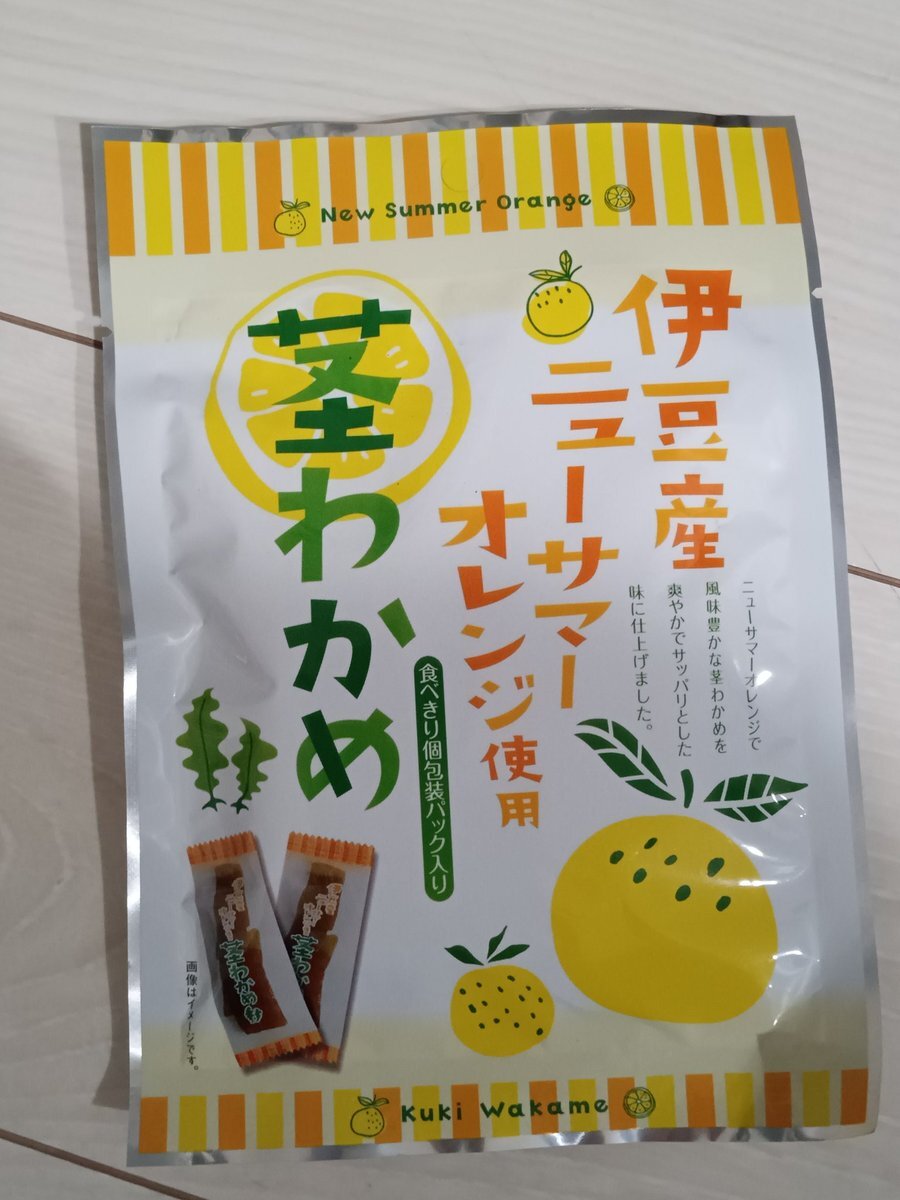 New Summer Orange
伊豆産
ニューサマー
オレンジ使用
茎わかめ
ニューサマーオレンジで
風味豊かな茎わかめを
爽やかでサッパリとした
味に仕上げました。
食べきり個包装パック入り
茎わかめ
画像はイメージです。
Kuki Wakame